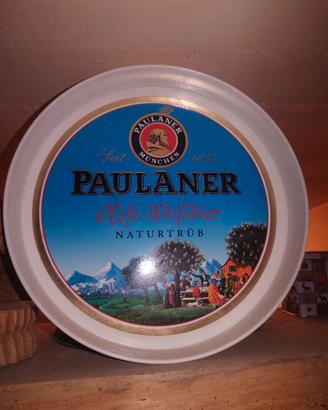 PAULANER
MÜNCHEN
Seit 1634
PAULANER
Hefe-Weißbier
NATURTRÜB